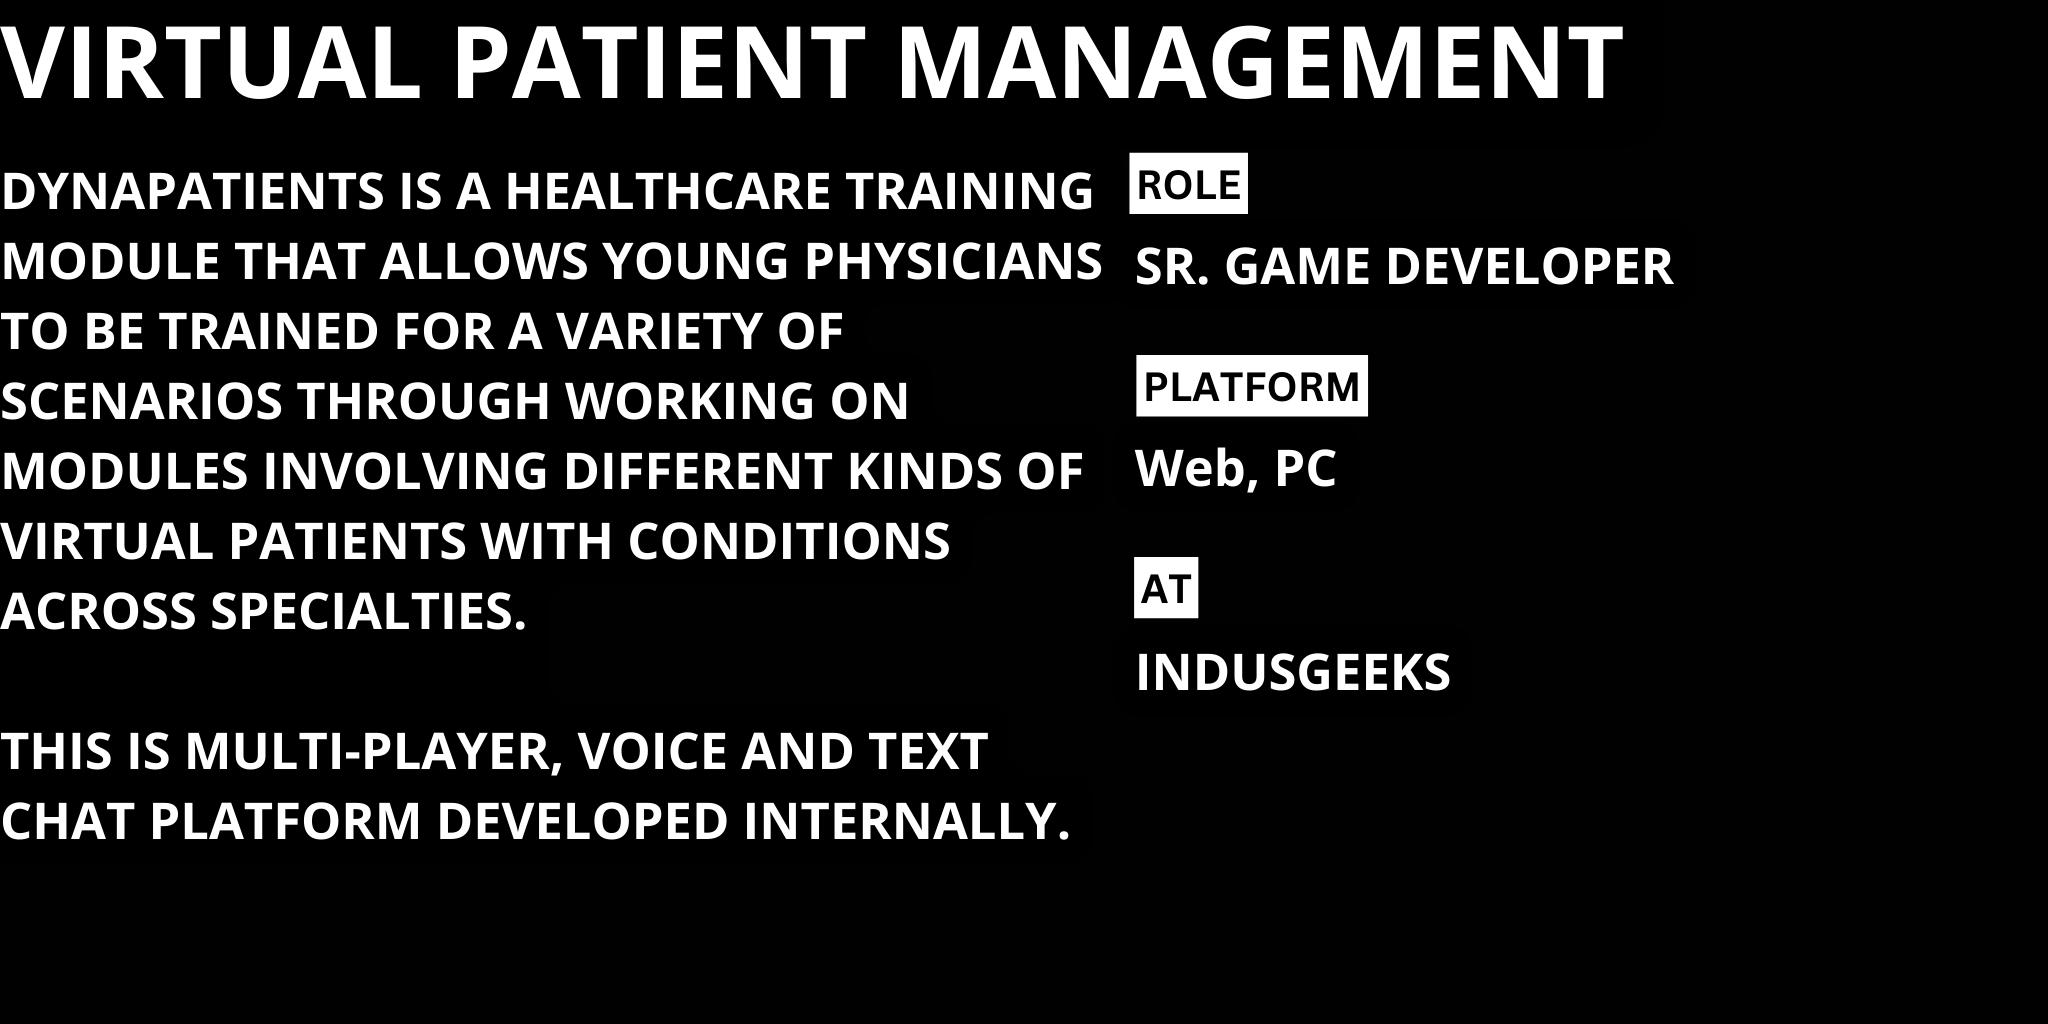 VIRTUAL PATIENT MANAGEMENT
DYNAPATIENTS IS A HEALTHCARE TRAINING
MODULE THAT ALLOWS YOUNG PHYSICIANS
TO BE TRAINED FOR A VARIETY OF
SCENARIOS THROUGH WORKING ON
MODULES INVOLVING DIFFERENT KINDS OF
VIRTUAL PATIENTS WITH CONDITIONS
ACROSS SPECIALTIES.
THIS IS MULTI-PLAYER, VOICE AND TEXT
CHAT PLATFORM DEVELOPED INTERNALLY.
ROLE
SR. GAME DEVELOPER
PLATFORM
Web, PC
AT
INDUSGEEKS